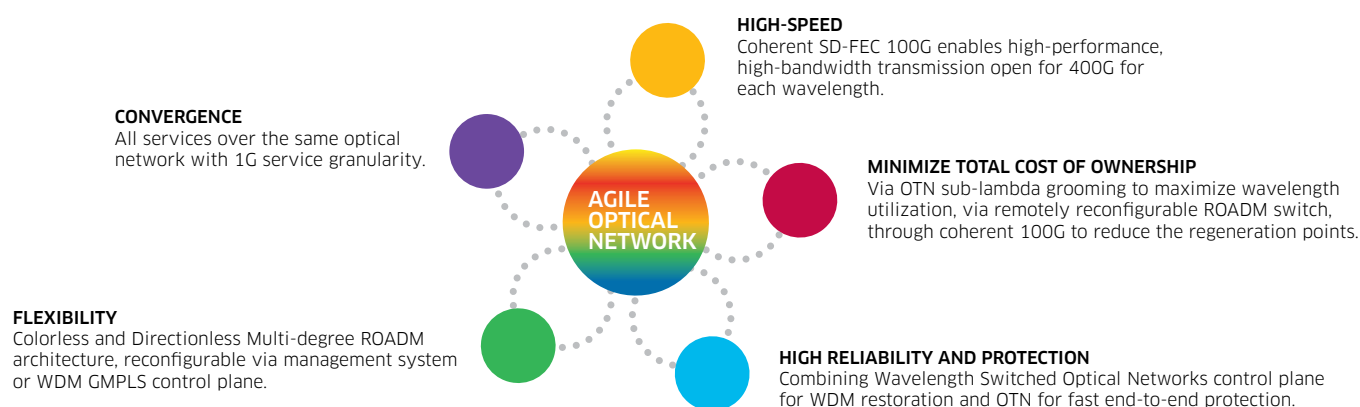 HIGH-SPEED
Coherent SD-FEC 100G enables high-performance,
high-bandwidth transmission open for 400G for
each wavelength.
CONVERGENCE
All services over the same optical
network with 1G service granularity.
MINIMIZE TOTAL COST OF OWNERSHIP
Via OTN sub-lambda grooming to maximize wavelength
utilization, via remotely reconfigurable ROADM switch,
through coherent 100G to reduce the regeneration points.
AGILE
OPTICAL
NETWORK
FLEXIBILITY
Colorless and Directionless Multi-degree ROADM
architecture, reconfigurable via management system
or WDM GMPLS control plane.
HIGH RELIABILITY AND PROTECTION
Combining Wavelength Switched Optical Networks control plane
for WDM restoration and OTN for fast end-to-end protection.